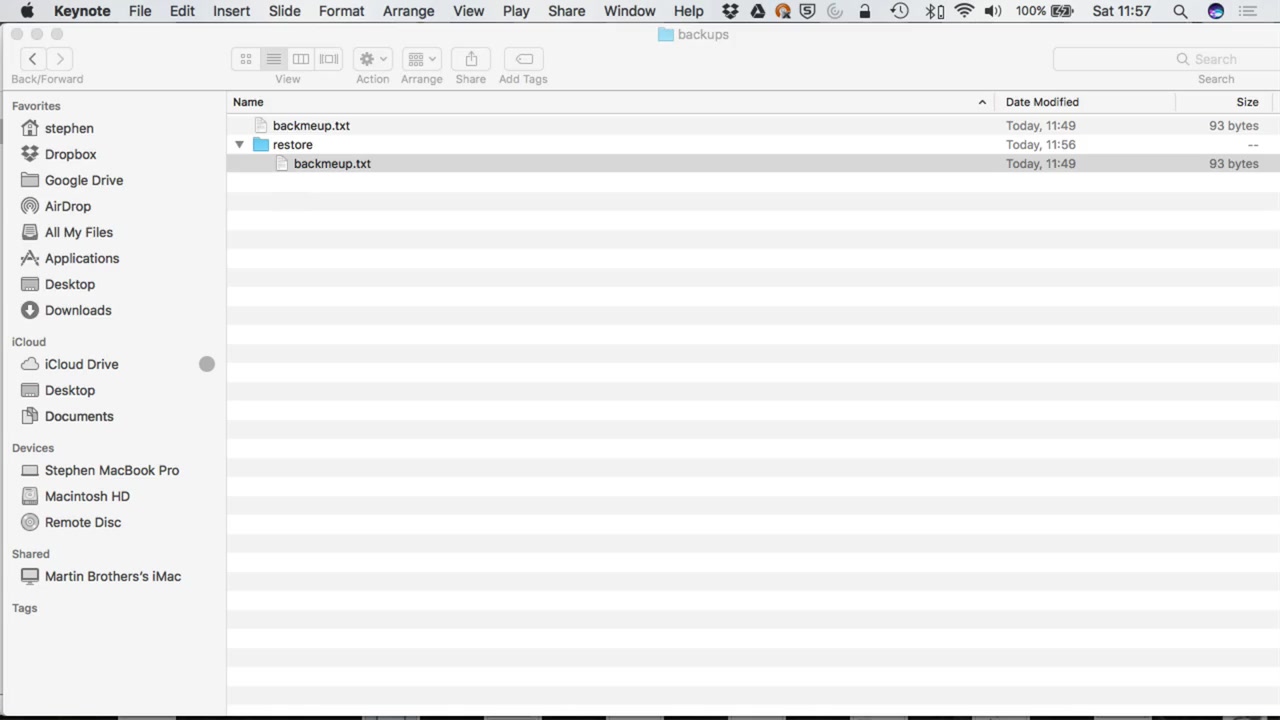 Keynote File Edit Insert Slide Format Arrange View Play Share Window Help 100% Sat 11:57
backups
Search
Back/Forward View Action Arrange Share Add Tags Search
Favorites
stephen
Dropbox
Google Drive
AirDrop
All My Files
Applications
Desktop
Downloads
iCloud
iCloud Drive
Desktop
Documents
Devices
Stephen MacBook Pro
Macintosh HD
Remote Disc
Shared
Martin Brothers's iMac
Tags
Name Date Modified Size
backmeup.txt Today, 11:49 93 bytes
restore Today, 11:56 --
backmeup.txt Today, 11:49 93 bytes